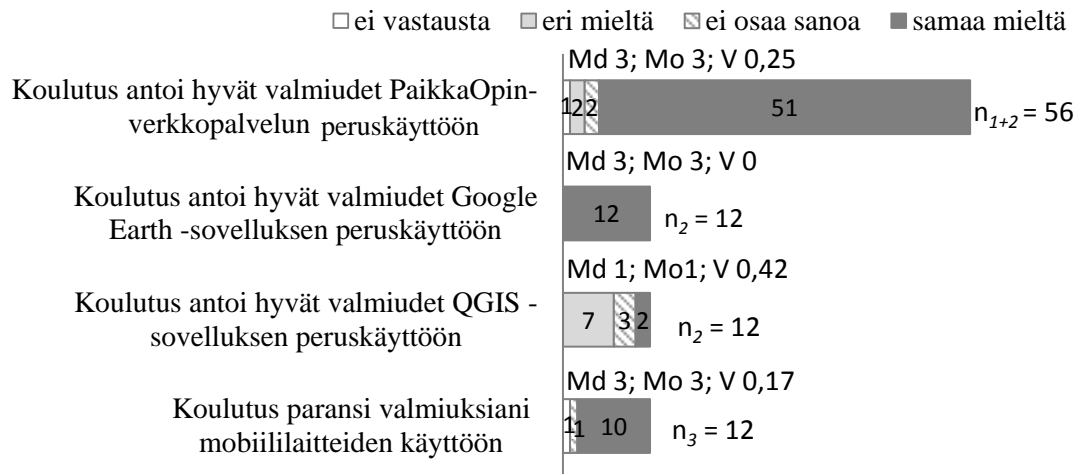 ei vastausta eri mieltä ei osaa sanoa samaa mieltä
Md 3; Mo 3; V 0,25
Koulutus antoi hyvät valmiudet PaikkaOpin-
verkkopalvelun peruskäyttöön
1 2 2 51
n1+2 = 56
Md 3; Mo 3; V 0
Koulutus antoi hyvät valmiudet Google
Earth -sovelluksen peruskäyttöön
12
n2 = 12
Md 1; Mo1; V 0,42
Koulutus antoi hyvät valmiudet QGIS -
sovelluksen peruskäyttöön
7 3 2
n2 = 12
Md 3; Mo 3; V 0,17
Koulutus paransi valmiuksiani
mobiililaitteiden käyttöön
1 1 10
n3 = 12